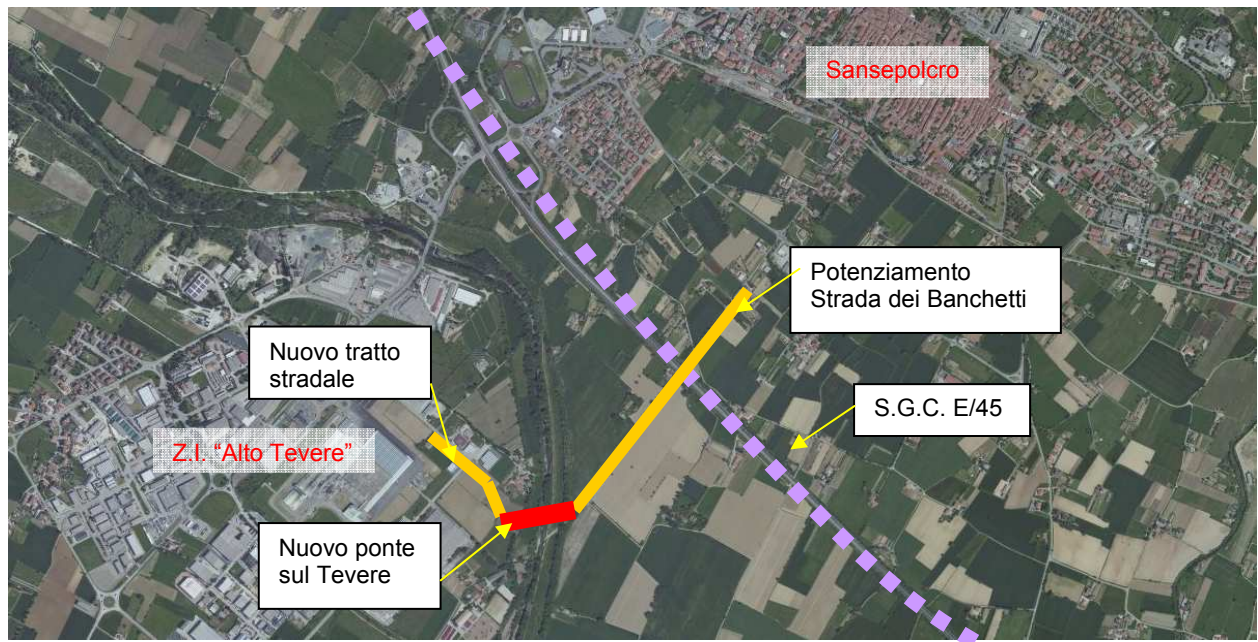 Sansepolcro
Potenziamento
Strada dei Banchetti
Nuovo tratto
stradale
S.G.C. E/45
Z.I. “Alto Tevere”
Nuovo ponte
sul Tevere